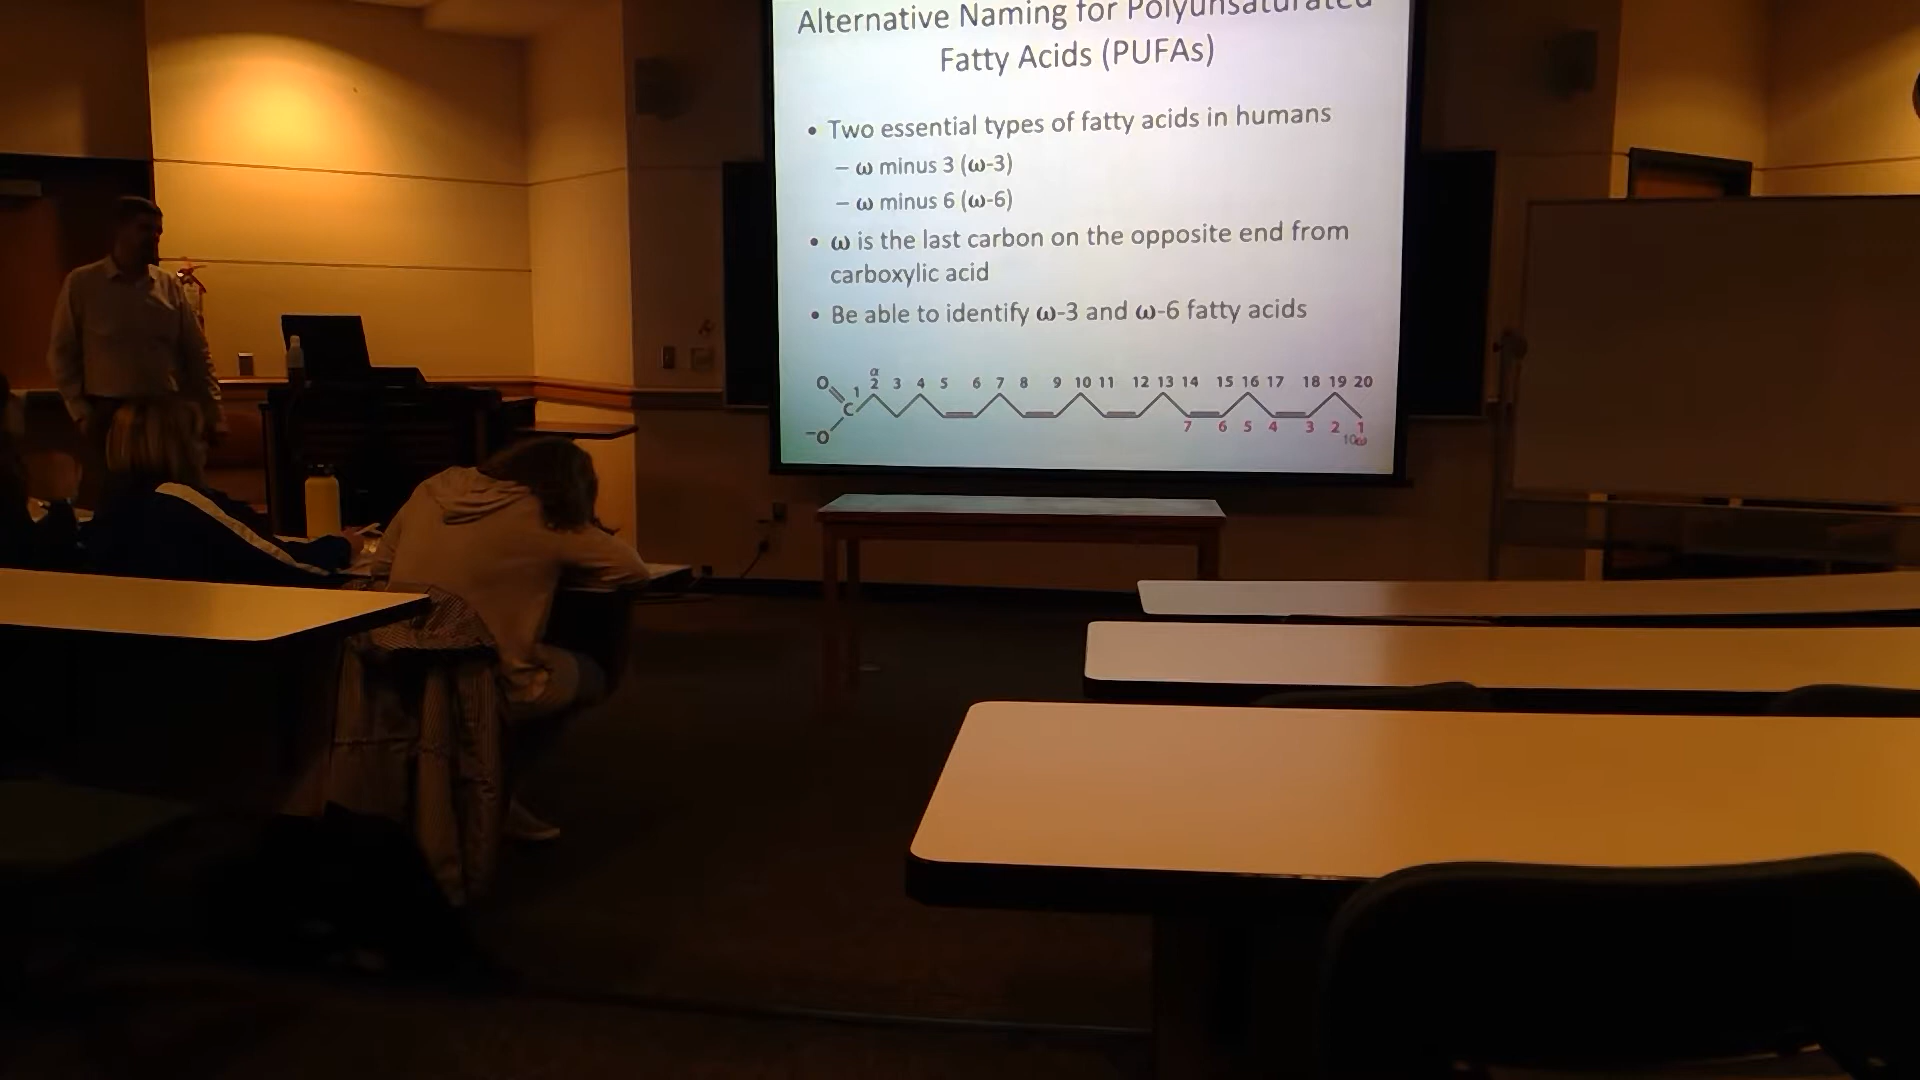 Alternative Naming for Polyunsaturated
Fatty Acids (PUFAs)
• Two essential types of fatty acids in humans
– ω minus 3 (ω-3)
– ω minus 6 (ω-6)
• ω is the last carbon on the opposite end from
carboxylic acid
• Be able to identify ω-3 and ω-6 fatty acids
α
O 1 2 3 4 5 6 7 8 9 10 11 12 13 14 15 16 17 18 19 20
C
−O 7 6 5 4 3 2 1
10ω